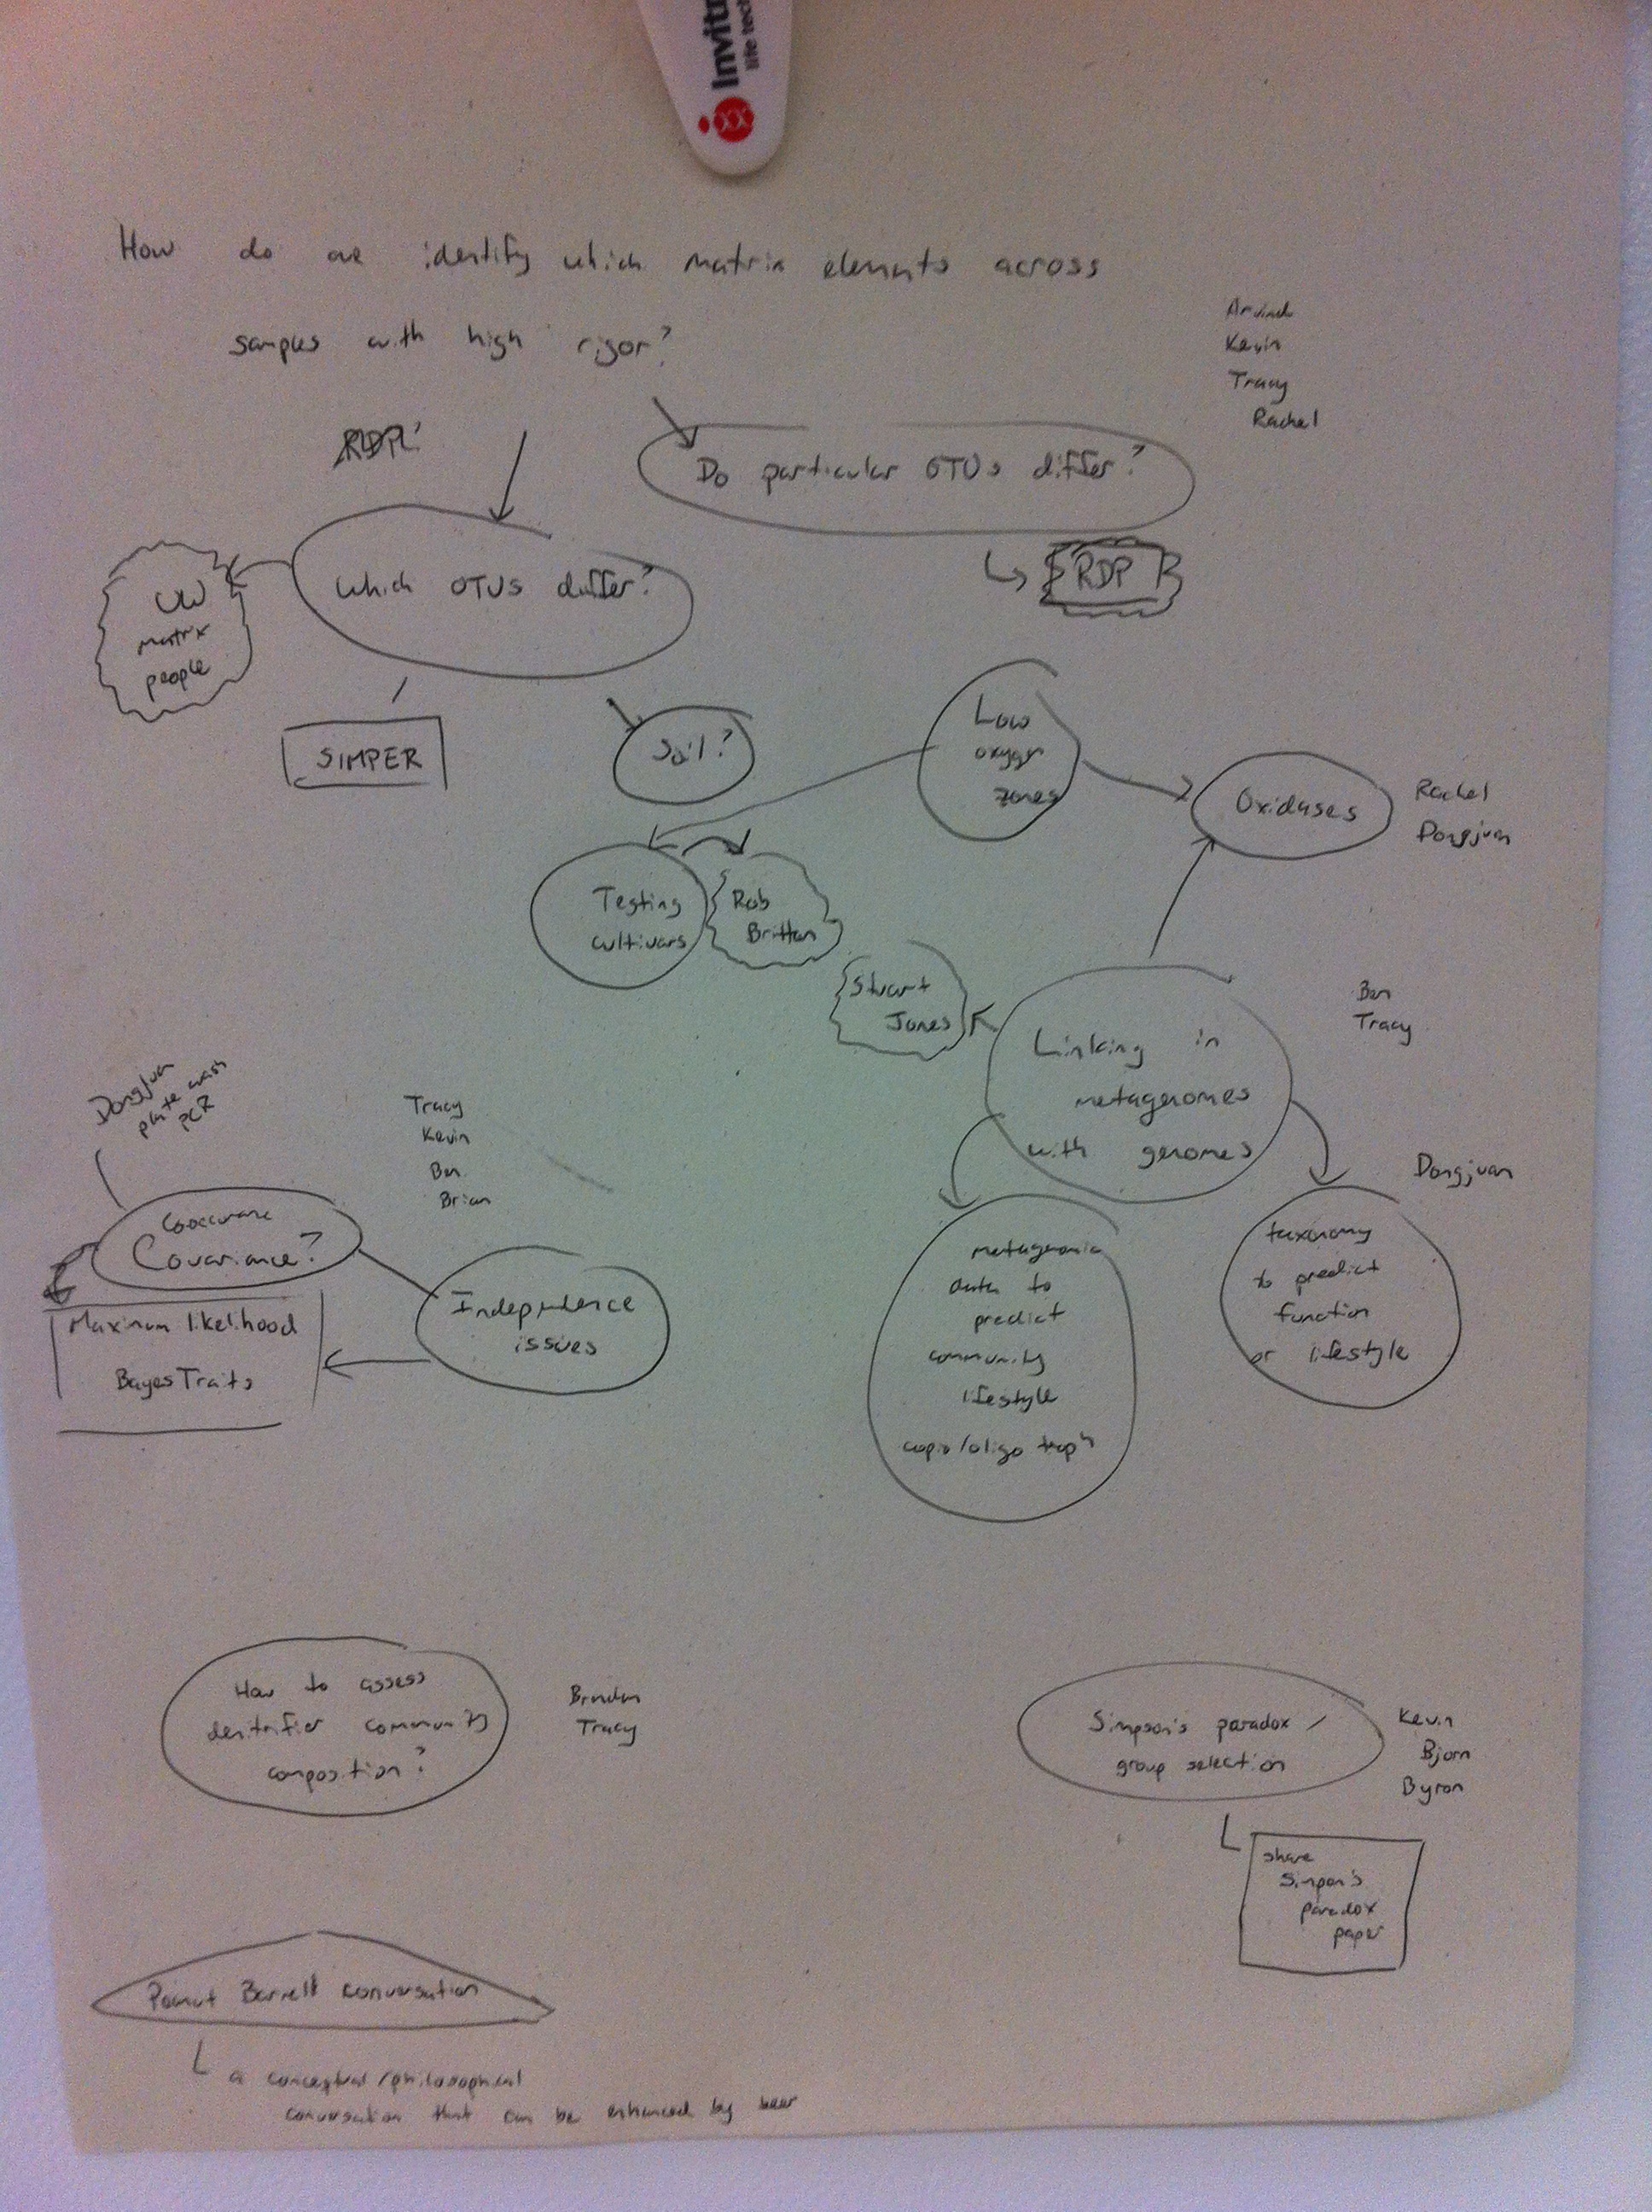 Invitr
life tech
How do we identify which matrix elements across
samples with high rigor?
Arvind
Kevin
Tracy
Rachel
RDP?
Do particular OTUs differ?
RDP
Which OTUs differ?
UW
matrix
people
SIMPER
Soil?
Low
oxygen
zones
Oxidases
Rachel
Dongjuan
Testing
cultivars
Rob
Britton
Stuart
Jones
Linking in
metagenomes
with genomes
Ben
Tracy
Dongjuan
plate wash
PCR
Tracy
Kevin
Ben
Brian
Cooccurance
Covariance?
Maximum likelihood
BayesTraits
Independence
issues
metagenomic
data to
predict
community
lifestyle
copio/oligo troph
Dongjuan
taxonomy
to predict
function
or lifestyle
How to assess
denitrifier community
composition?
Brendan
Tracy
Simpson's paradox /
group selection
Kevin
Bjorn
Byron
share
Simpson's
paradox
paper
Peanut Barrell conversation
a conceptual/philosophical
conversation that can be enhanced by beer